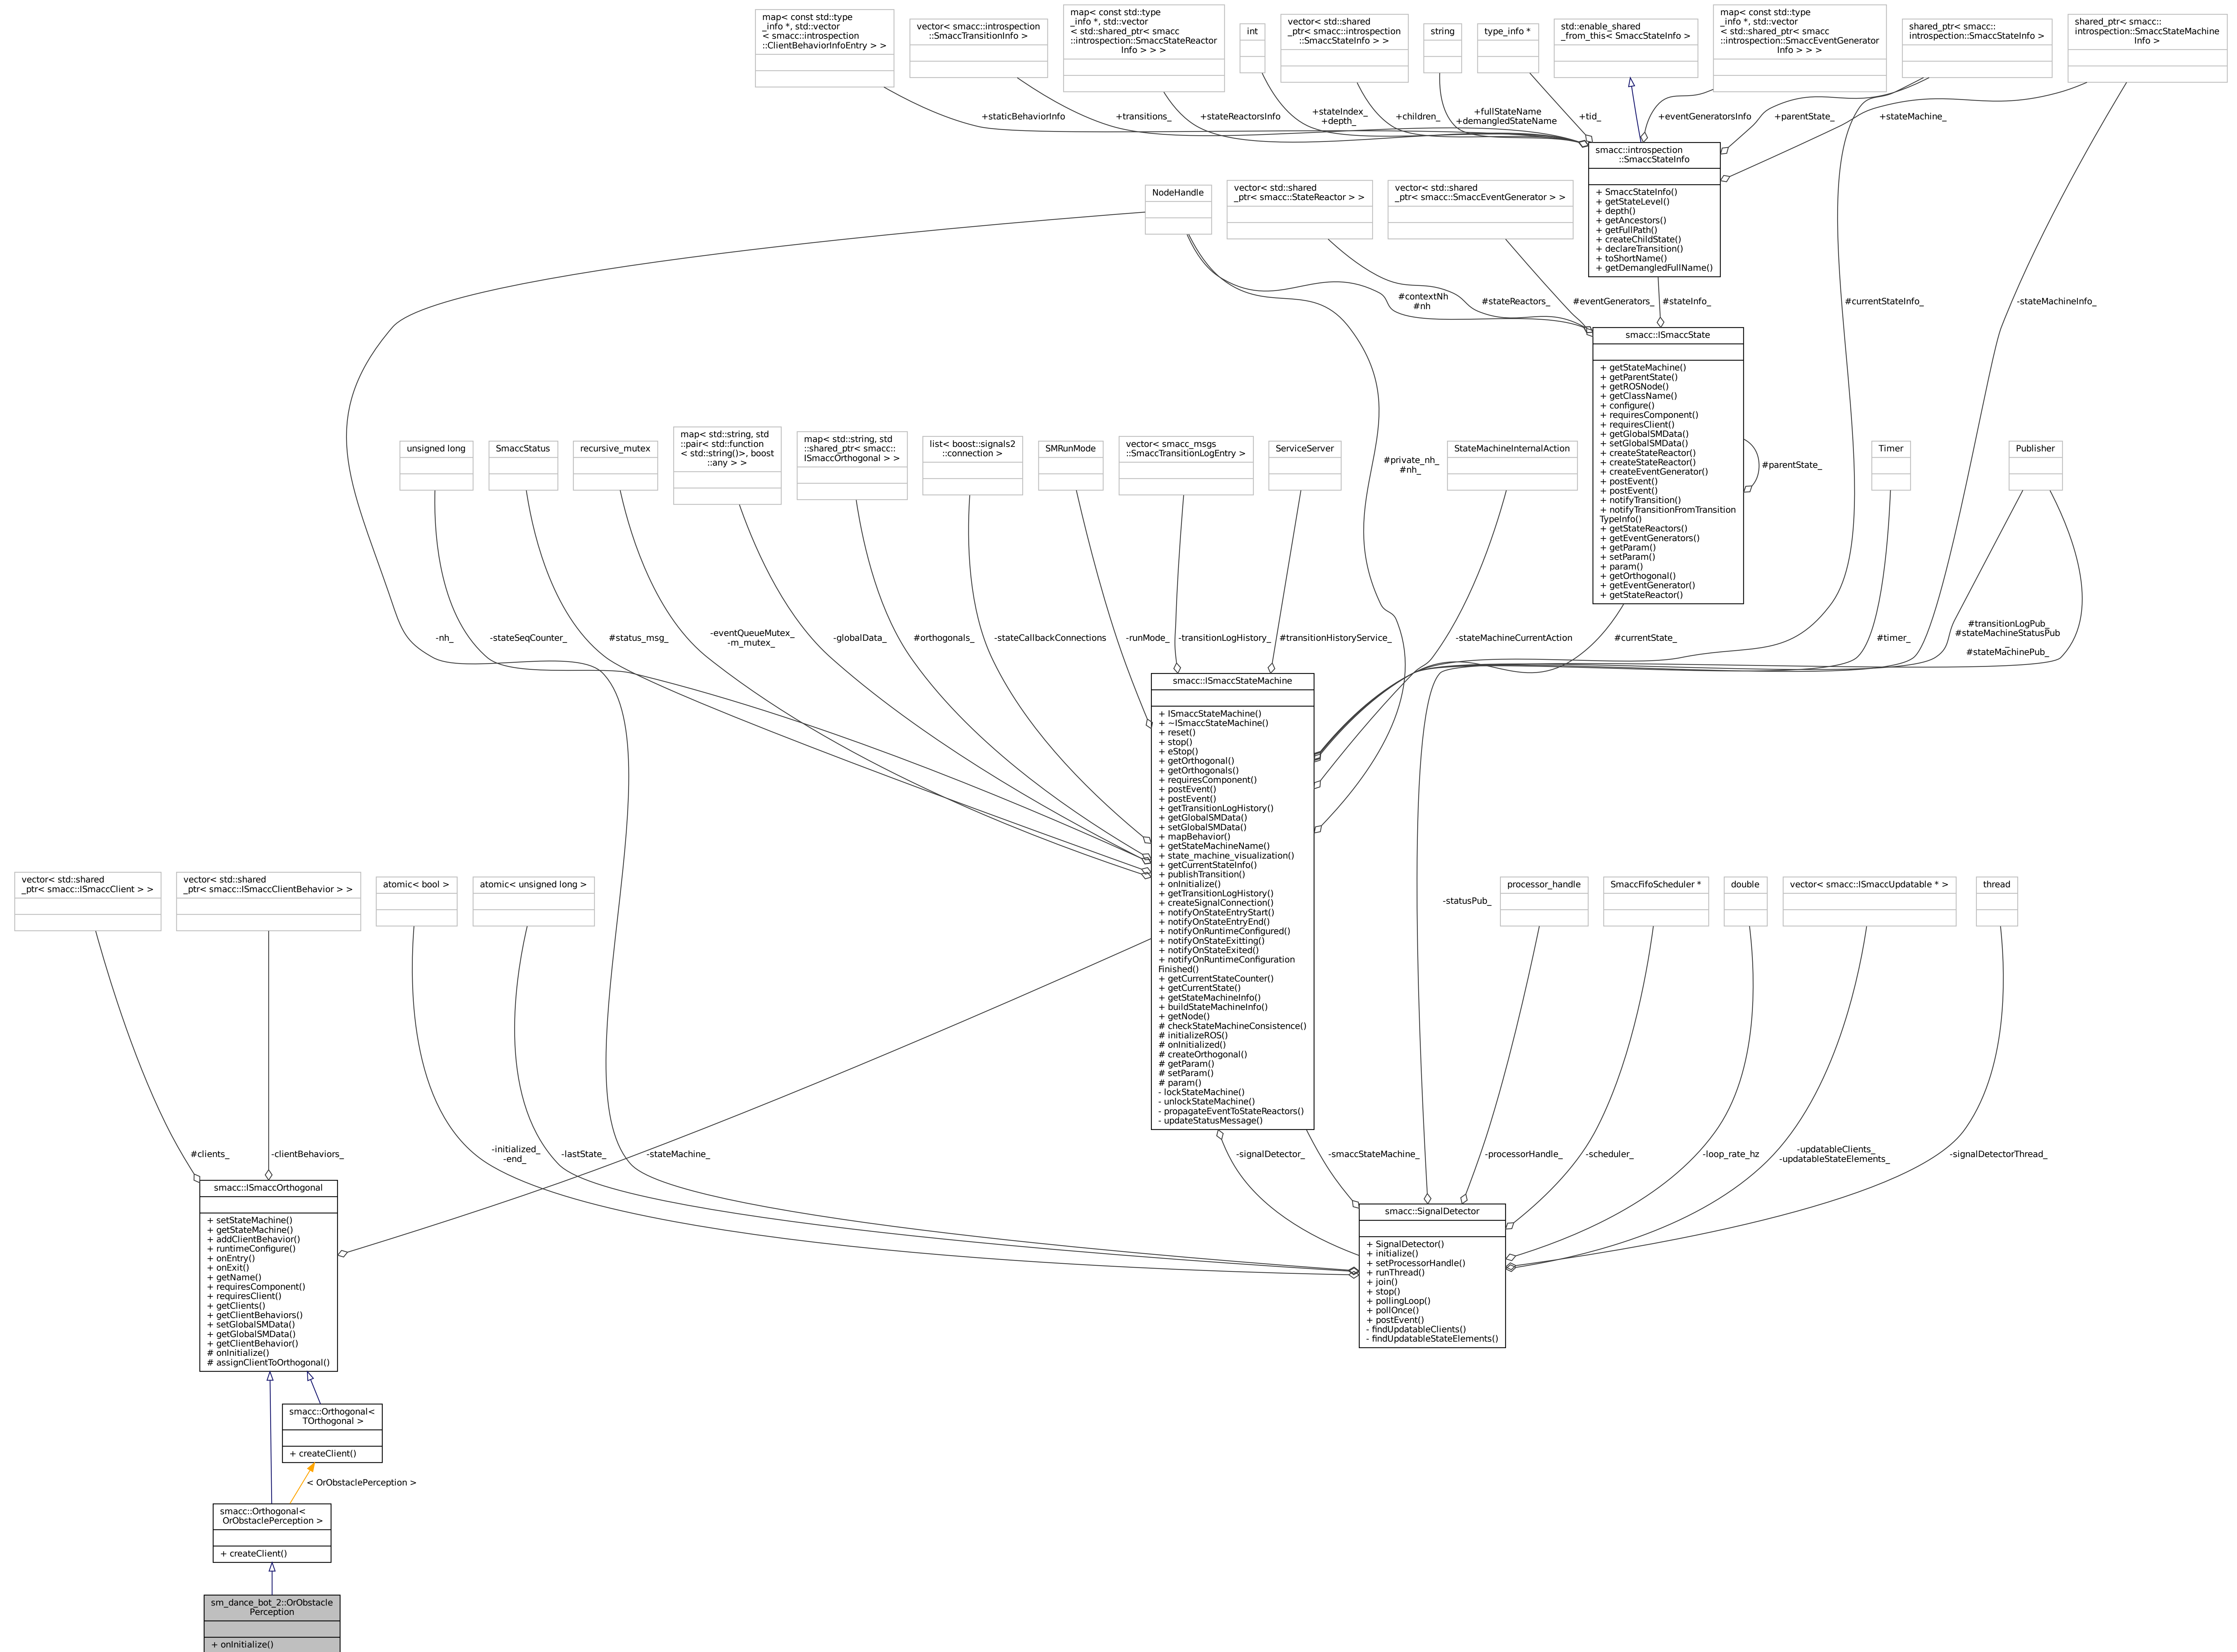 map< const std::type
_info *, std::vector
< smacc::introspection
::ClientBehaviorInfoEntry > >
vector< smacc::introspection
::SmaccTransitionInfo >
map< const std::type
_info *, std::vector
< std::shared_ptr< smacc
::introspection::SmaccStateReactor
Info > > >
int
vector< std::shared
_ptr< smacc::introspection
::SmaccStateInfo > >
string
type_info *
std::enable_shared
_from_this< SmaccStateInfo >
map< const std::type
_info *, std::vector
< std::shared_ptr< smacc
::introspection::SmaccEventGenerator
Info > > >
shared_ptr< smacc::
introspection::SmaccStateInfo >
shared_ptr< smacc::
introspection::SmaccStateMachine
Info >
+staticBehaviorInfo
+transitions_
+stateReactorsInfo
+stateIndex_
+depth_
+children_
+fullStateName
+demangledStateName
+tid_
+eventGeneratorsInfo
+parentState_
+stateMachine_
smacc::introspection
::SmaccStateInfo
+ SmaccStateInfo()
+ getStateLevel()
+ depth()
+ getAncestors()
+ getFullPath()
+ createChildState()
+ declareTransition()
+ toShortName()
+ getDemangledFullName()
NodeHandle
vector< std::shared
_ptr< smacc::StateReactor > >
vector< std::shared
_ptr< smacc::SmaccEventGenerator > >
#contextNh
#nh
#stateReactors_
#eventGenerators_
#stateInfo_
#currentStateInfo_
-stateMachineInfo_
smacc::ISmaccState
+ getStateMachine()
+ getParentState()
+ getROSNode()
+ getClassName()
+ configure()
+ requiresComponent()
+ requiresClient()
+ getGlobalSMData()
+ setGlobalSMData()
+ createStateReactor()
+ createStateReactor()
+ createEventGenerator()
+ postEvent()
+ postEvent()
+ notifyTransition()
+ notifyTransitionFromTransition
TypeInfo()
+ getStateReactors()
+ getEventGenerators()
+ getParam()
+ setParam()
+ param()
+ getOrthogonal()
+ getEventGenerator()
+ getStateReactor()
#parentState_
unsigned long
SmaccStatus
recursive_mutex
map< std::string, std
::pair< std::function
< std::string()>, boost
::any > >
map< std::string, std
::shared_ptr< smacc::
ISmaccOrthogonal > >
list< boost::signals2
::connection >
SMRunMode
vector< smacc_msgs
::SmaccTransitionLogEntry >
ServiceServer
#private_nh_
#nh_
StateMachineInternalAction
Timer
Publisher
-nh_
-stateSeqCounter_
#status_msg_
-eventQueueMutex_
-m_mutex_
-globalData_
#orthogonals_
-stateCallbackConnections
-runMode_
-transitionLogHistory_
#transitionHistoryService_
-stateMachineCurrentAction
#currentState_
#timer_
#transitionLogPub_
#stateMachineStatusPub
_
#stateMachinePub_
smacc::ISmaccStateMachine
+ ISmaccStateMachine()
+ ~ISmaccStateMachine()
+ reset()
+ stop()
+ eStop()
+ getOrthogonal()
+ getOrthogonals()
+ requiresComponent()
+ postEvent()
+ postEvent()
+ getTransitionLogHistory()
+ getGlobalSMData()
+ setGlobalSMData()
+ mapBehavior()
+ getStateMachineName()
+ state_machine_visualization()
+ getCurrentStateInfo()
+ publishTransition()
+ onInitialize()
+ getTransitionLogHistory()
+ createSignalConnection()
+ notifyOnStateEntryStart()
+ notifyOnStateEntryEnd()
+ notifyOnRuntimeConfigured()
+ notifyOnStateExitting()
+ notifyOnStateExited()
+ notifyOnRuntimeConfiguration
Finished()
+ getCurrentStateCounter()
+ getCurrentState()
+ getStateMachineInfo()
+ buildStateMachineInfo()
+ getNode()
# checkStateMachineConsistence()
# initializeROS()
# onInitialized()
# createOrthogonal()
# getParam()
# setParam()
# param()
- lockStateMachine()
- unlockStateMachine()
- propagateEventToStateReactors()
- updateStatusMessage()
vector< std::shared
_ptr< smacc::ISmaccClient > >
vector< std::shared
_ptr< smacc::ISmaccClientBehavior > >
atomic< bool >
atomic< unsigned long >
-statusPub_
processor_handle
SmaccFifoScheduler *
double
vector< smacc::ISmaccUpdatable * >
thread
#clients_
-clientBehaviors_
-initialized_
-end_
-lastState_
-stateMachine_
-signalDetector_
-smaccStateMachine_
-processorHandle_
-scheduler_
-loop_rate_hz
-updatableClients_
-updatableStateElements_
-signalDetectorThread_
smacc::ISmaccOrthogonal
+ setStateMachine()
+ getStateMachine()
+ addClientBehavior()
+ runtimeConfigure()
+ onEntry()
+ onExit()
+ getName()
+ requiresComponent()
+ requiresClient()
+ getClients()
+ getClientBehaviors()
+ setGlobalSMData()
+ getGlobalSMData()
+ getClientBehavior()
# onInitialize()
# assignClientToOrthogonal()
smacc::SignalDetector
+ SignalDetector()
+ initialize()
+ setProcessorHandle()
+ runThread()
+ join()
+ stop()
+ pollingLoop()
+ pollOnce()
+ postEvent()
- findUpdatableClients()
- findUpdatableStateElements()
smacc::Orthogonal<
TOrthogonal >
+ createClient()
< OrObstaclePerception >
smacc::Orthogonal<
OrObstaclePerception >
+ createClient()
sm_dance_bot_2::OrObstacle
Perception
+ onInitialize()